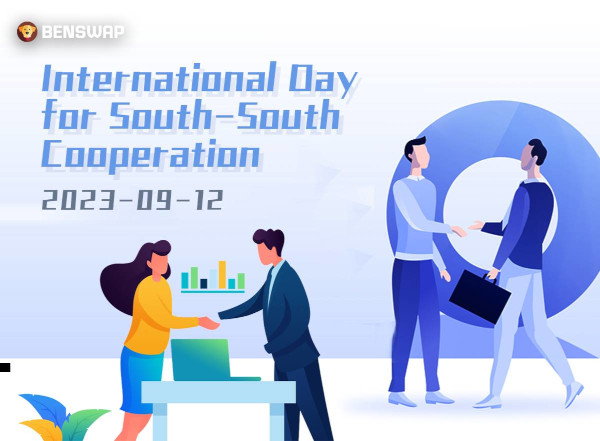 BENSWAP
International Day
for South-South
Cooperation
2023-09-12